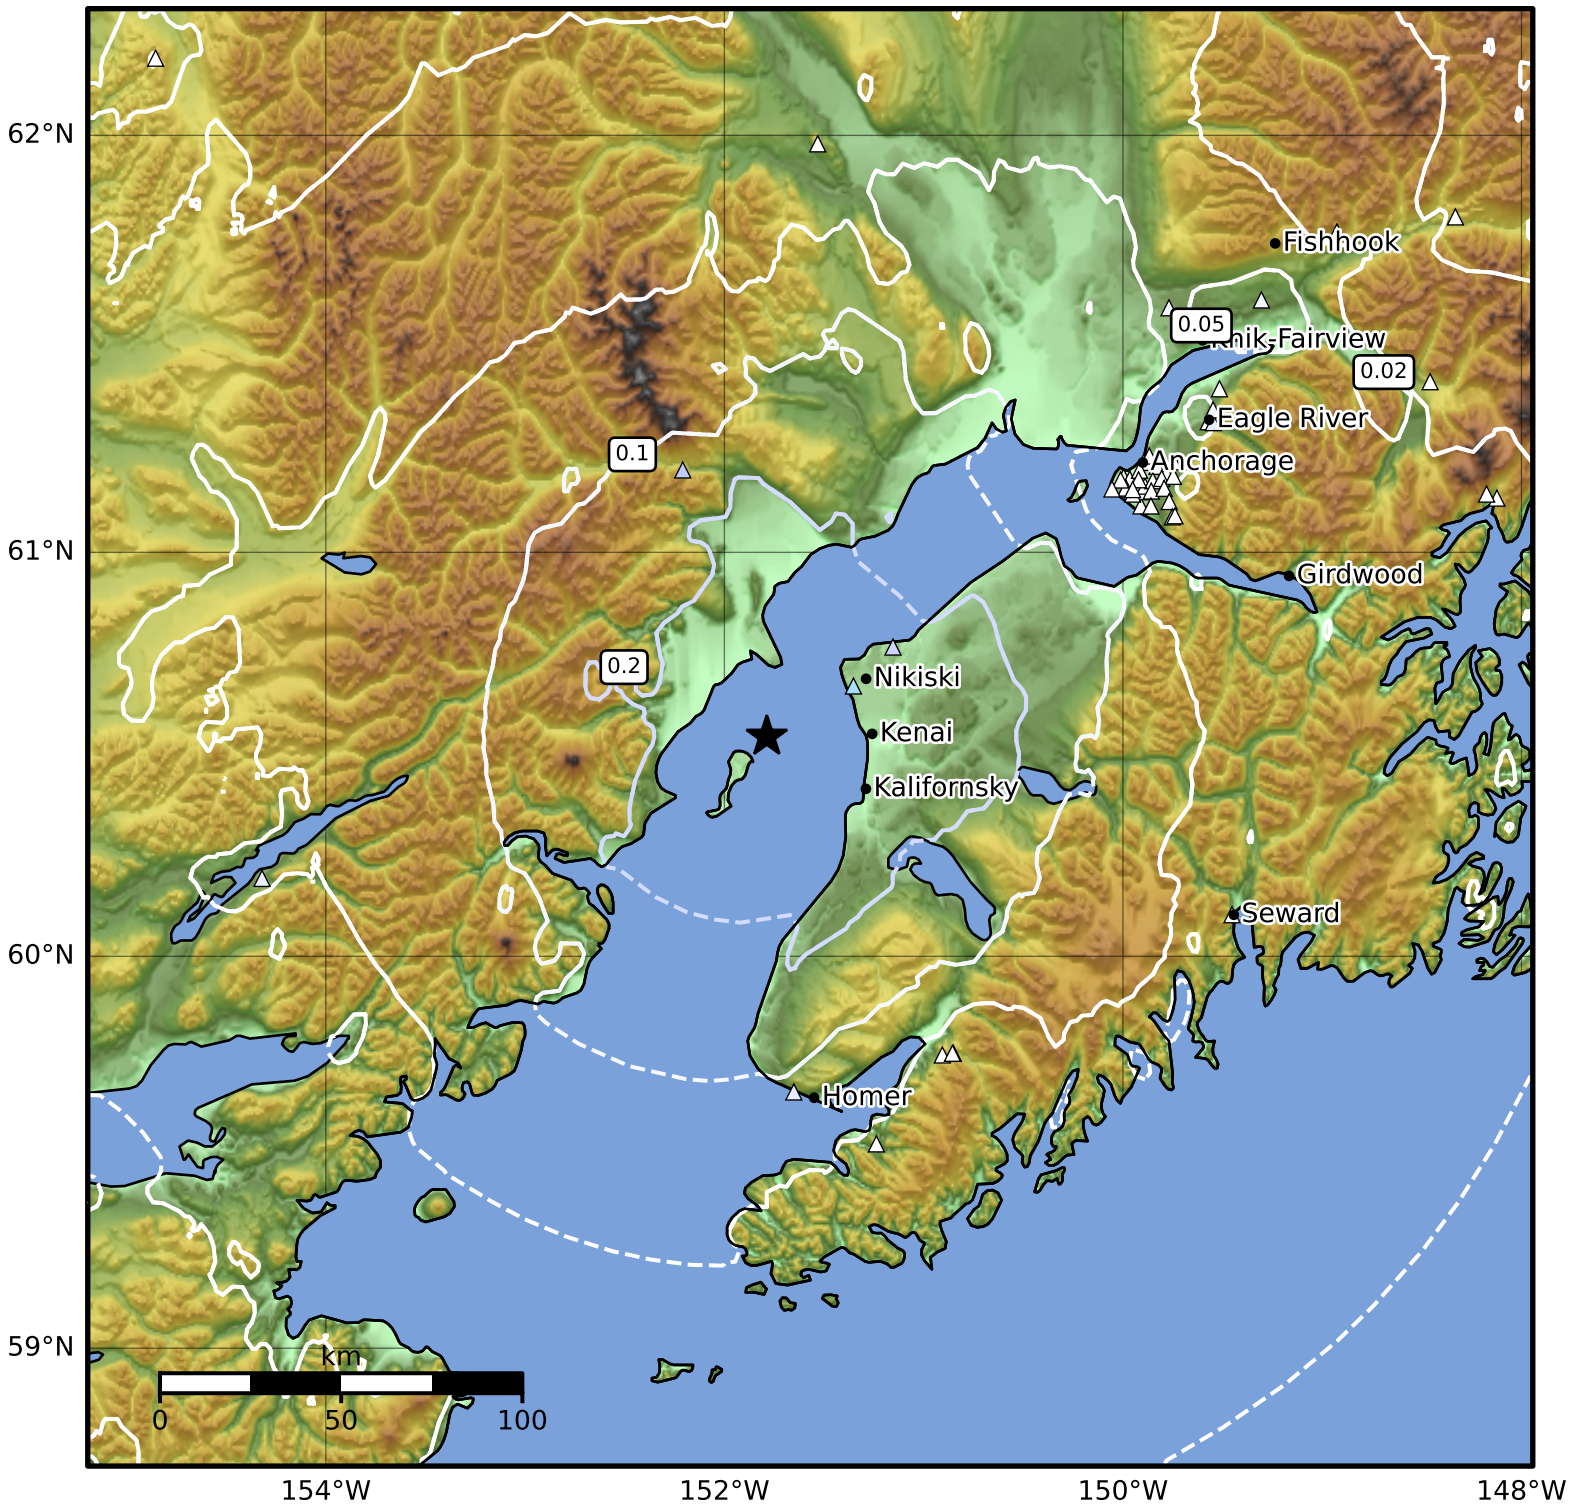 62°N
Fishhook
0.05
Knik-Fairview
0.02
Eagle River
0.1
Anchorage
61°N
Girdwood
0.2
Nikiski
Kenai
Kalifornsky
Seward
60°N
Homer
59°N
km
0 50 100
154°W 152°W 150°W 148°W